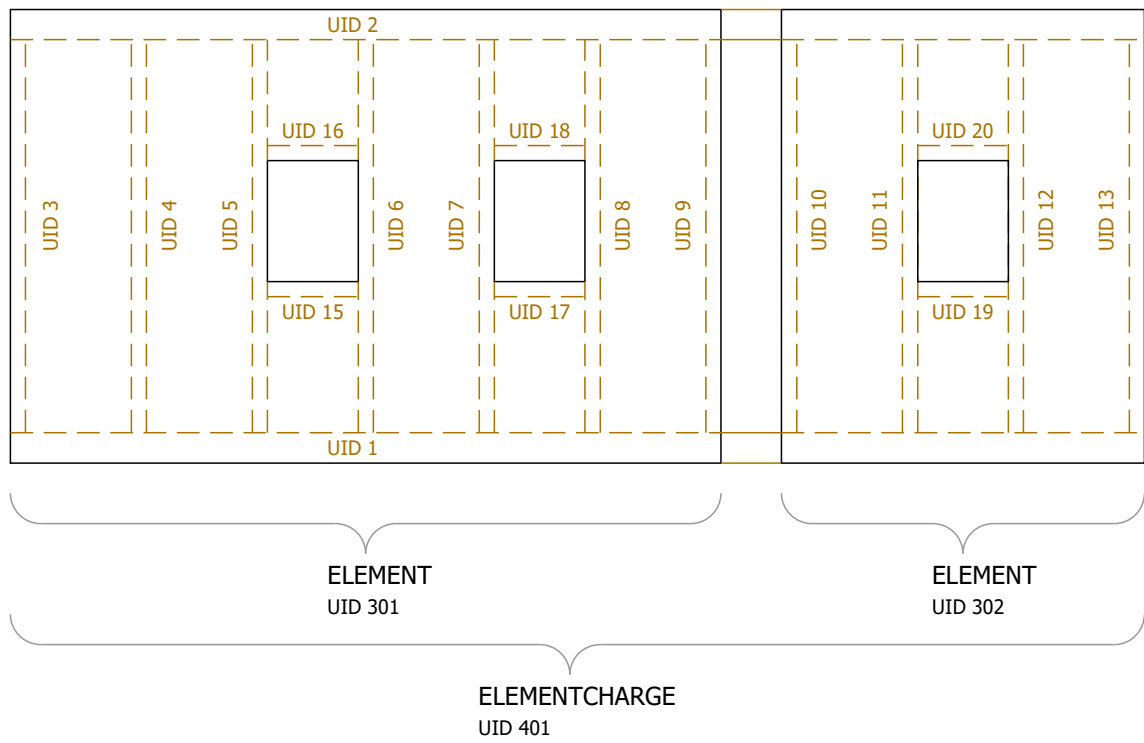 UID 2
UID 16
UID 18
UID 20
UID 3
UID 4
UID 5
UID 6
UID 7
UID 8
UID 9
UID 10
UID 11
UID 12
UID 13
UID 15
UID 17
UID 19
UID 1
ELEMENT
UID 301
ELEMENT
UID 302
ELEMENTCHARGE
UID 401